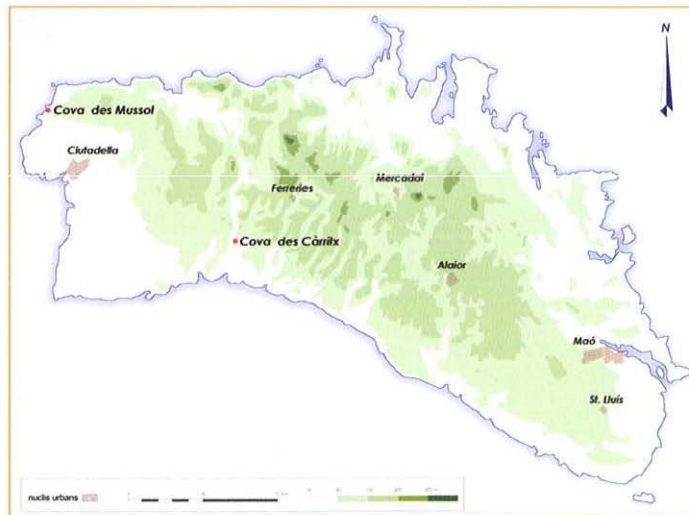 N
Cova des Mussol
Ciutadella
Ferreries
Mercadal
Cova des Càrritx
Alaior
Maó
St. Lluís
nuclis urbans